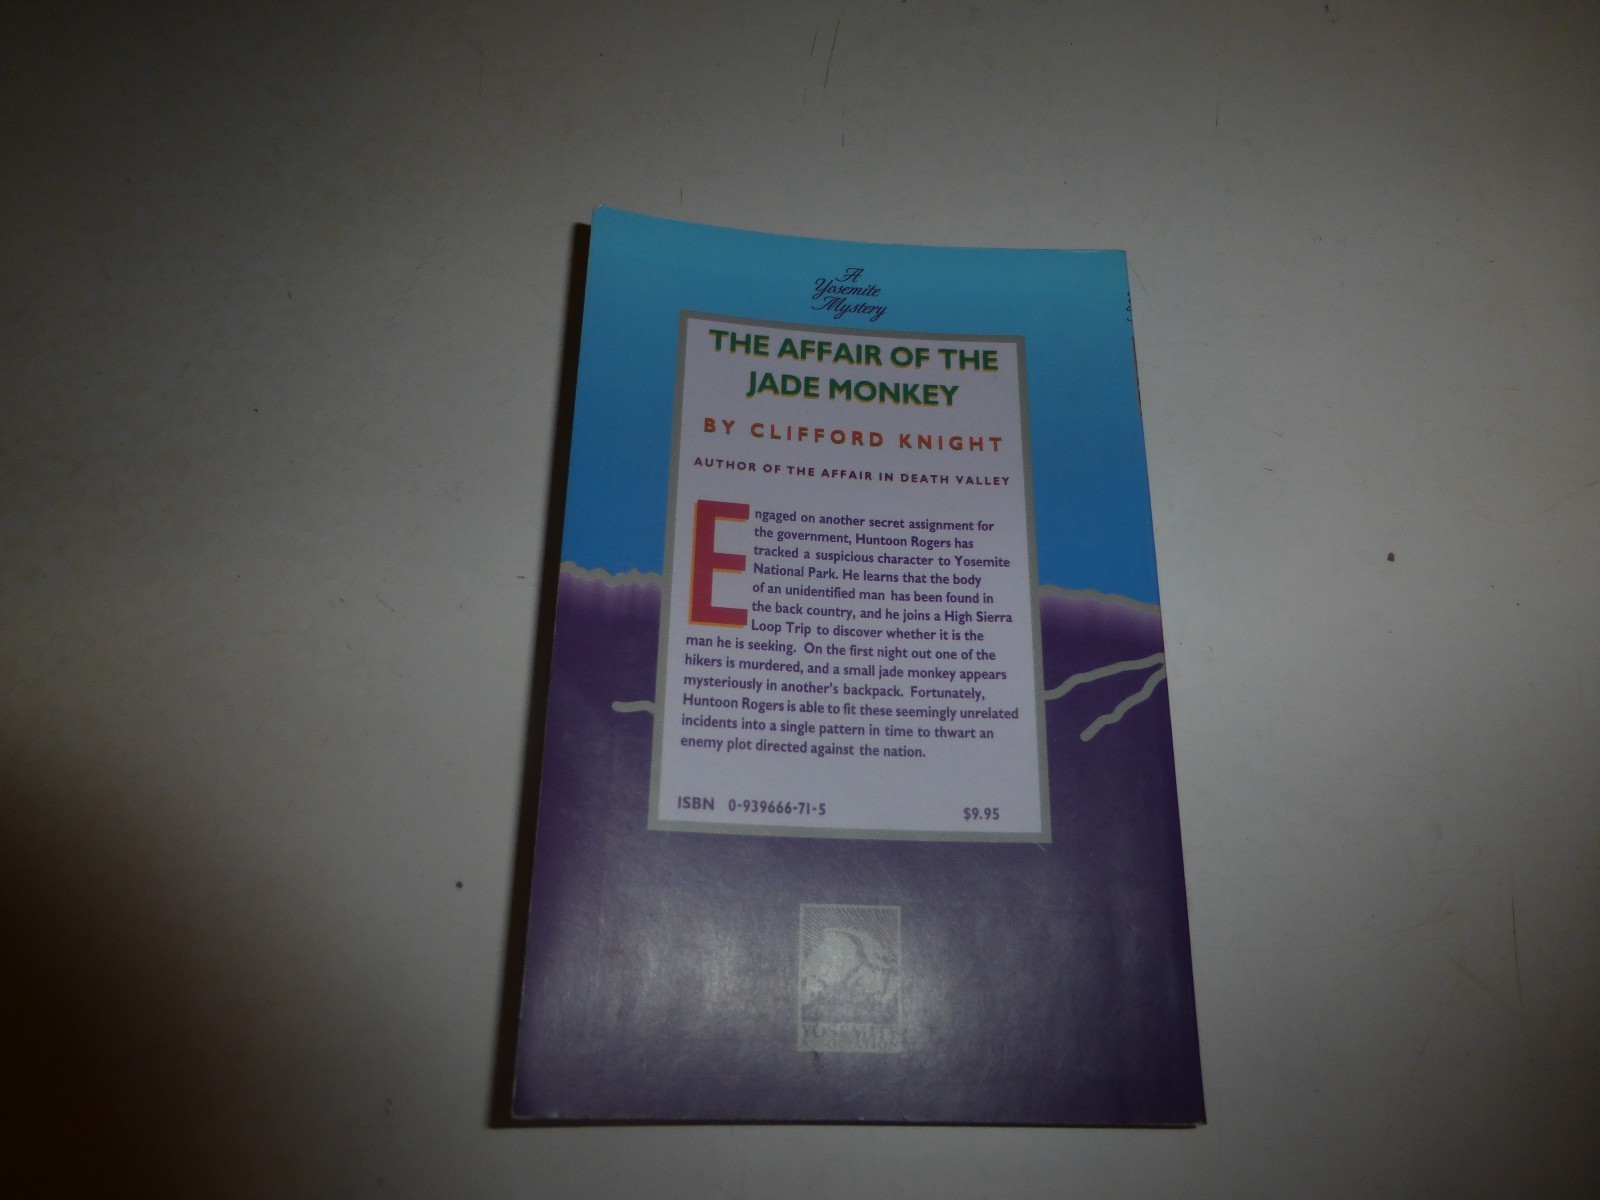 A
Yosemite
Mystery
THE AFFAIR OF THE
JADE MONKEY
BY CLIFFORD KNIGHT
AUTHOR OF THE AFFAIR IN DEATH VALLEY
Engaged on another secret assignment for
the government, Huntoon Rogers has
tracked a suspicious character to Yosemite
National Park. He learns that the body
of an unidentified man has been found in
the back country, and he joins a High Sierra
Loop Trip to discover whether it is the
man he is seeking. On the first night out one of the
hikers is murdered, and a small jade monkey appears
mysteriously in another's backpack. Fortunately,
Huntoon Rogers is able to fit these seemingly unrelated
incidents into a single pattern in time to thwart an
enemy plot directed against the nation.
ISBN 0-939666-71-5 $9.95
YOSEMITE